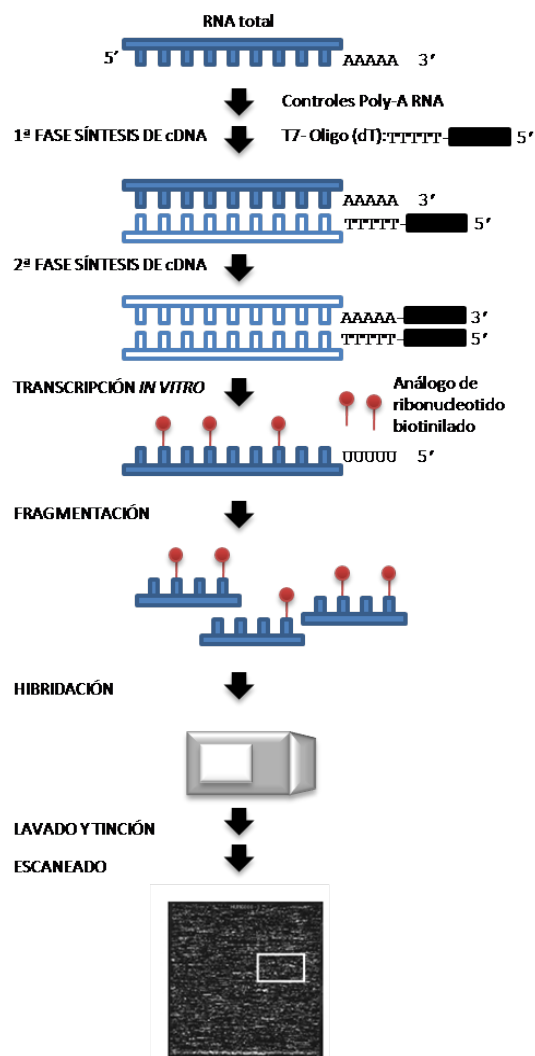 RNA total
5′ AAAAA 3′
Controles Poly-A RNA
1ª FASE SÍNTESIS DE cDNA
T7- Oligo (dT):TTTTT- 5′
AAAAA 3′
TTTTT- 5′
2ª FASE SÍNTESIS DE cDNA
AAAAA- 3′
TTTTT- 5′
TRANSCRIPCIÓN IN VITRO
Análogo de
ribonucleotido
biotinilado
UUUUU 5′
FRAGMENTACIÓN
HIBRIDACIÓN
LAVADO Y TINCIÓN
ESCANEADO